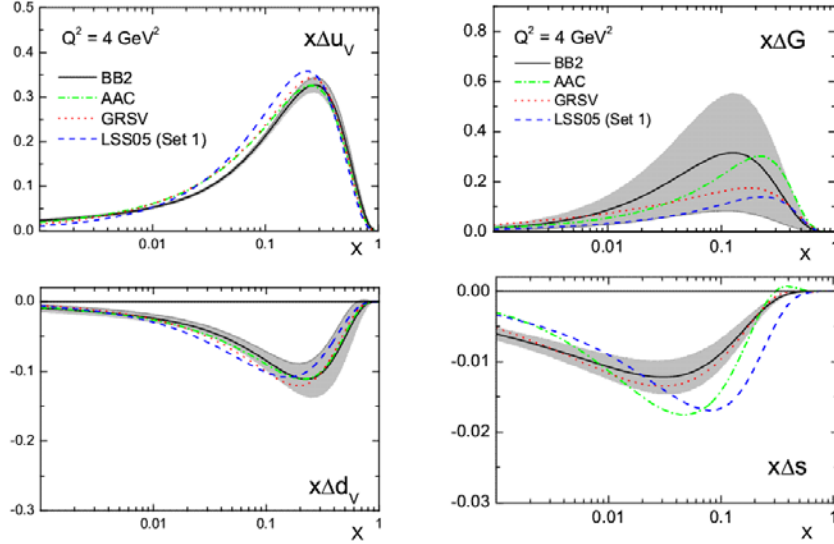 Q² = 4 GeV²
xΔu_V
BB2
AAC
GRSV
LSS05 (Set 1)
0.5
0.4
0.3
0.2
0.1
0.0
0.01
0.1
1
X
Q² = 4 GeV²
xΔG
BB2
AAC
GRSV
LSS05 (Set 1)
0.8
0.6
0.4
0.2
0.0
0.01
0.1
1
X
0.0
-0.1
-0.2
-0.3
xΔd_V
0.01
0.1
1
X
0.00
-0.01
-0.02
-0.03
xΔs
0.01
0.1
1
X